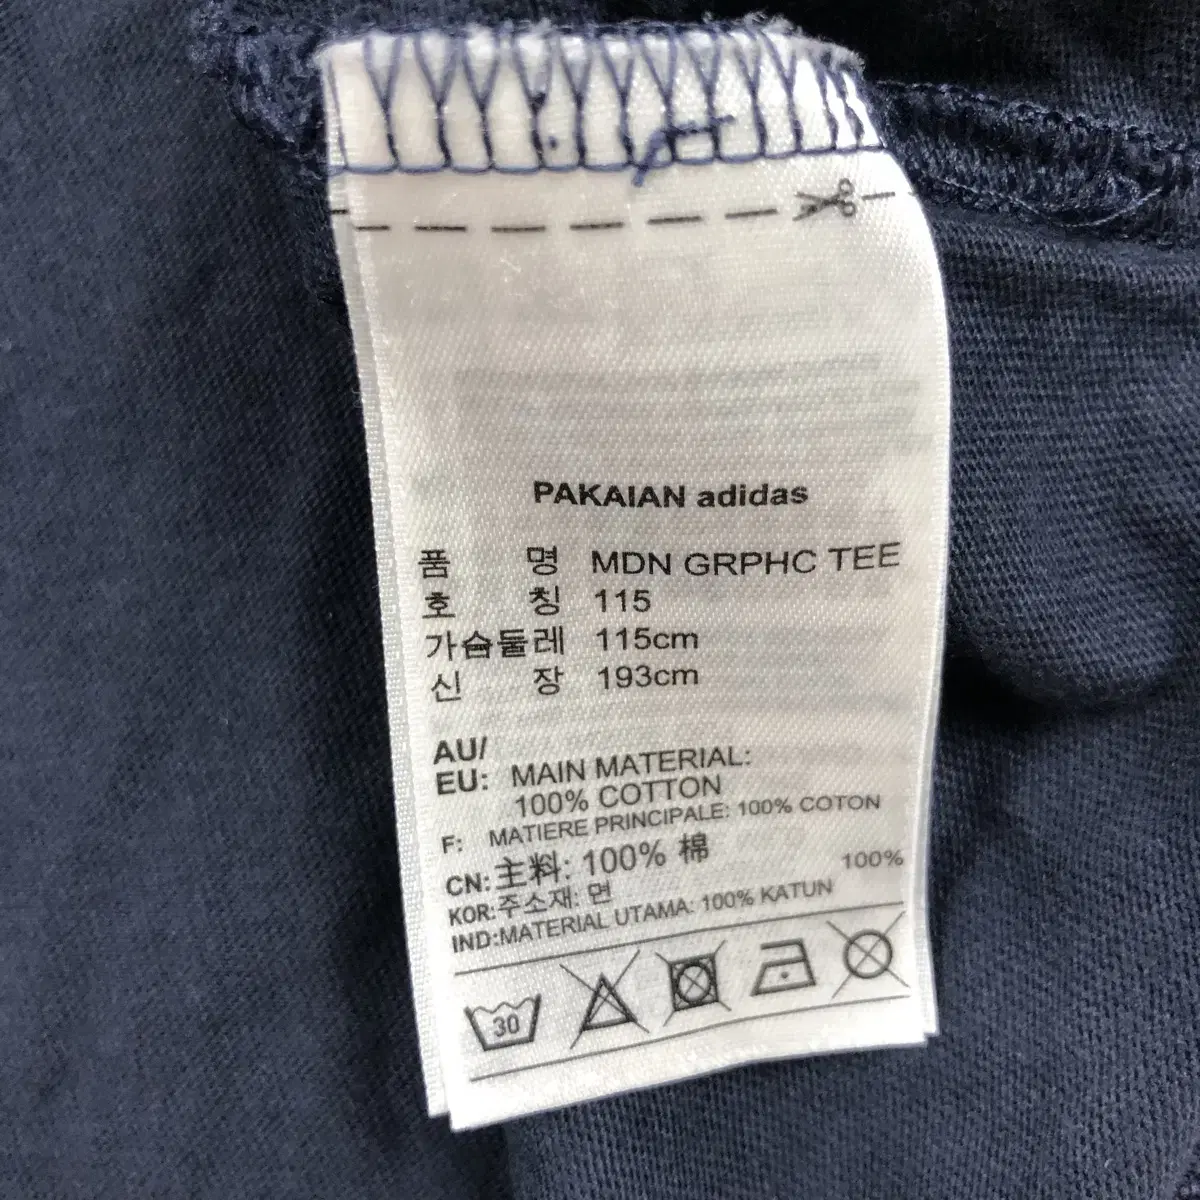 PAKAIAN adidas
품 명 MDN GRPHC TEE
호 칭 115
가슴둘레 115cm
신 장 193cm
AU/
EU: MAIN MATERIAL:
100% COTTON
F: MATIERE PRINCIPALE: 100% COTON
CN: 主料: 100% 棉
KOR: 주소재: 면 100%
IND: MATERIAL UTAMA: 100% KATUN
30